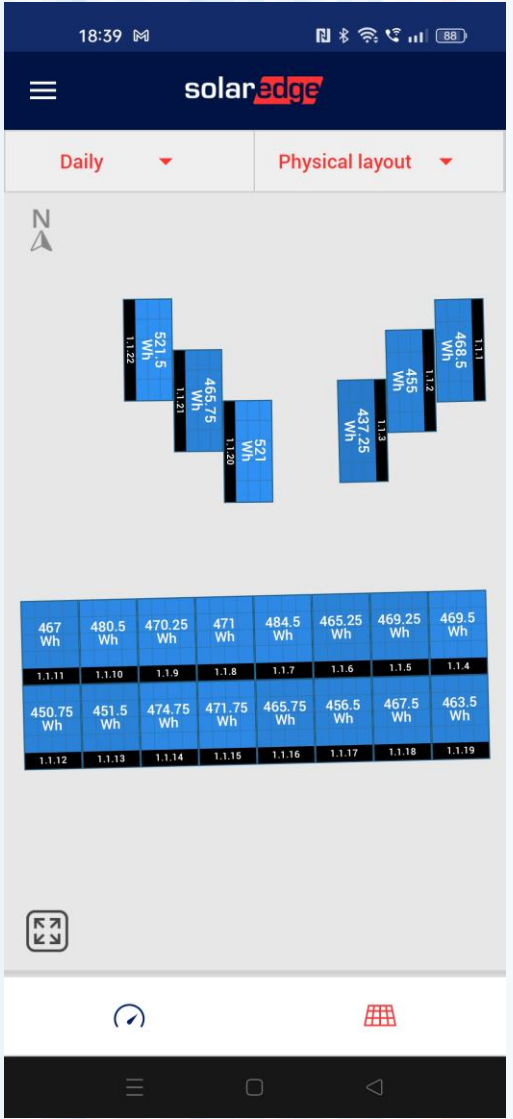 18:39
88
solaredge
Daily
Physical layout
N
521.5
Wh
1.1.22
465.75
Wh
1.1.21
521
Wh
1.1.20
468.5
Wh
1.1.1
455
Wh
1.1.2
437.25
Wh
1.1.3
467 480.5 470.25 471 484.5 465.25 469.25 469.5
Wh Wh Wh Wh Wh Wh Wh Wh
1.1.11 1.1.10 1.1.9 1.1.8 1.1.7 1.1.6 1.1.5 1.1.4
450.75 451.5 474.75 471.75 465.75 456.5 467.5 463.5
Wh Wh Wh Wh Wh Wh Wh Wh
1.1.12 1.1.13 1.1.14 1.1.15 1.1.16 1.1.17 1.1.18 1.1.19